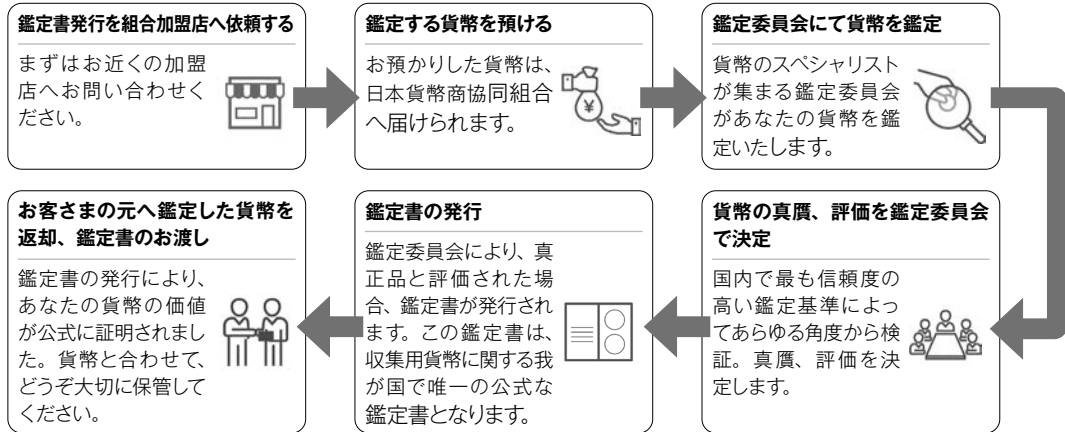 鑑定書発行を組合加盟店へ依頼する
まずはお近くの加盟
店へお問い合わせく
ださい。
鑑定する貨幣を預ける
お預かりした貨幣は、
日本貨幣商協同組合
へ届けられます。
¥
鑑定委員会にて貨幣を鑑定
貨幣のスペシャリスト
が集まる鑑定委員会
があなたの貨幣を鑑
定いたします。
貨幣の真贋、評価を鑑定委員会
で決定
国内で最も信頼度の
高い鑑定基準によっ
てあらゆる角度から検
証。真贋、評価を決
定します。
鑑定書の発行
鑑定委員会により、真
正品と評価された場
合、鑑定書が発行され
ます。この鑑定書は、
収集用貨幣に関する我
が国で唯一の公式な
鑑定書となります。
お客さまの元へ鑑定した貨幣を
返却、鑑定書のお渡し
鑑定書の発行により、
あなたの貨幣の価値
が公式に証明されまし
た。貨幣と合わせて、
どうぞ大切に保管して
ください。